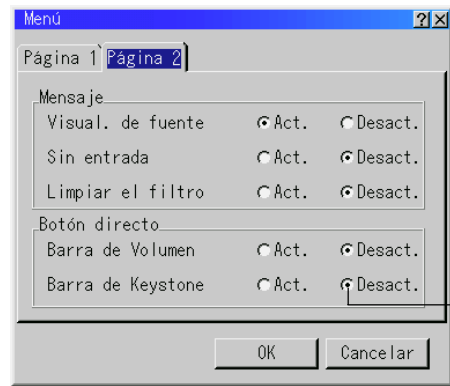 Menú ? ×
Página 1 Página 2
Mensaje
Visual. de fuente Act. Desact.
Sin entrada Act. Desact.
Limpiar el filtro Act. Desact.
Botón directo
Barra de Volumen Act. Desact.
Barra de Keystone Act. Desact.
OK Cancelar